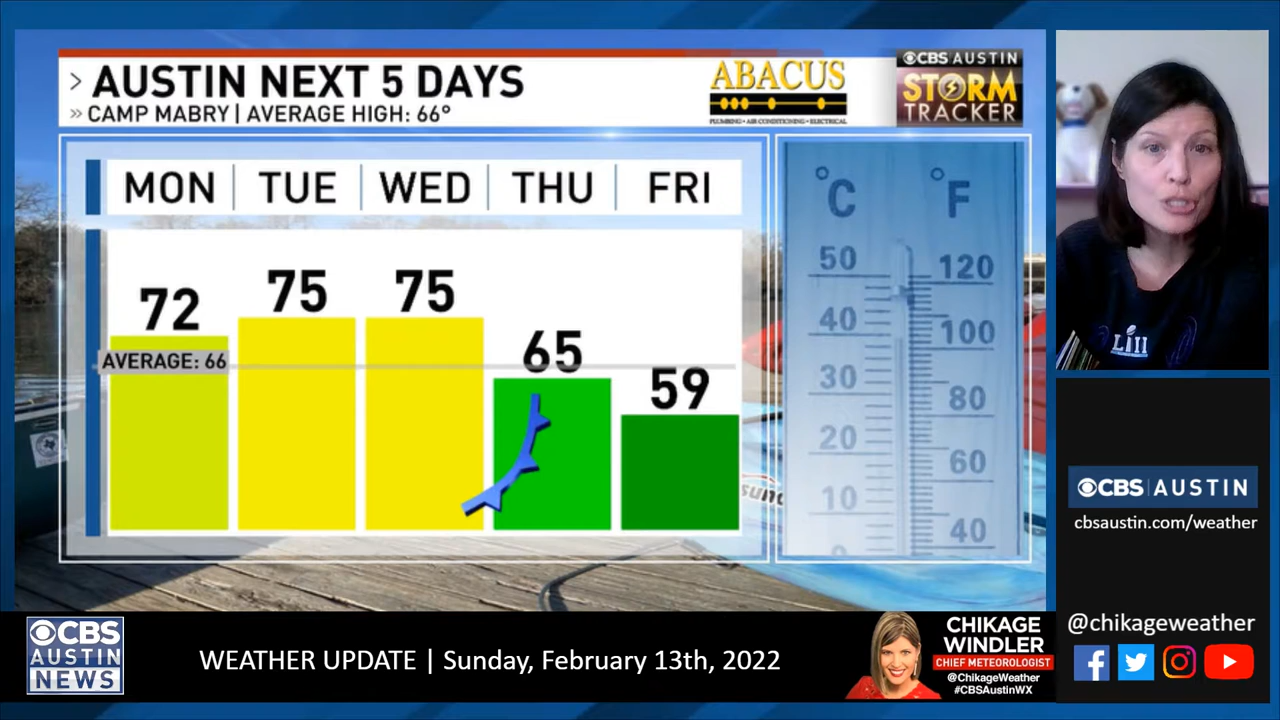 > AUSTIN NEXT 5 DAYS
» CAMP MABRY | AVERAGE HIGH: 66°
ABACUS
PLUMBING • AIR CONDITIONING • ELECTRICAL
CBS AUSTIN
STORM
TRACKER
MON TUE WED THU FRI
72 75 75 65 59
AVERAGE: 66
°C °F
50 120
40 100
30 80
20 60
10 40
0
LIII
CBS AUSTIN
cbsaustin.com/weather
@chikageweather
CBS
AUSTIN
NEWS
WEATHER UPDATE | Sunday, February 13th, 2022
CHIKAGE
WINDLER
CHIEF METEOROLOGIST
@ChikageWeather
#CBSAustinWX